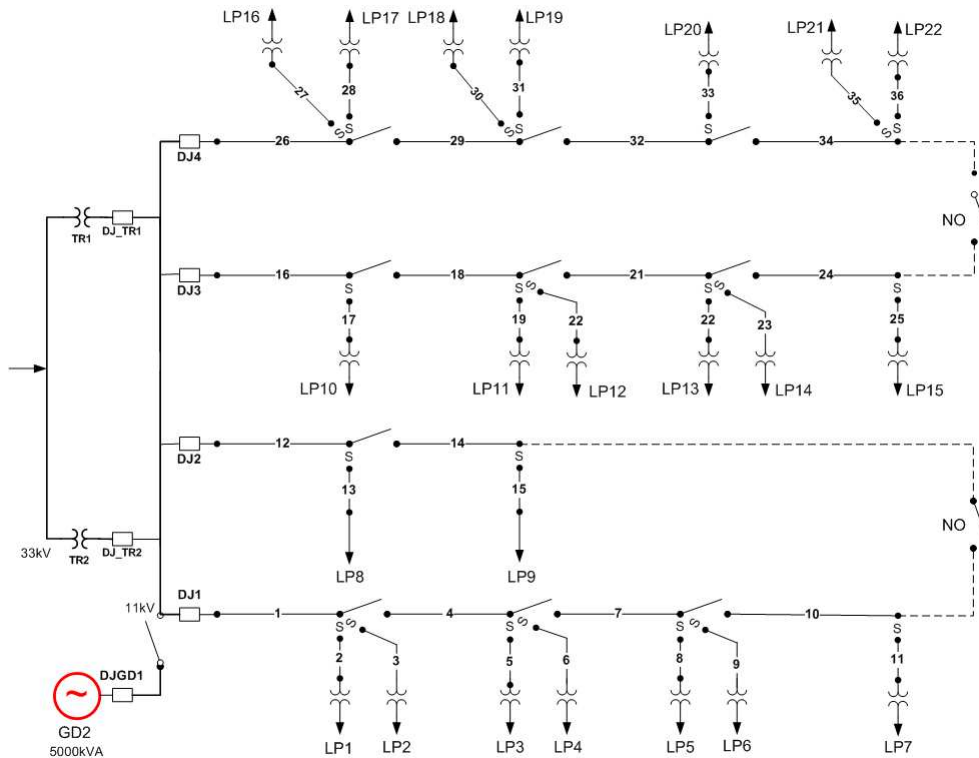 LP16 LP17 LP18 LP19 LP20 LP21 LP22
27 28 30 31 33 35 36
S S S S S S S
26 29 32 34
DJ4
NO
TR1 DJ_TR1
16 18 21 24
DJ3
S S S S S S
17 19 22 22 23 25
LP10 LP11 LP12 LP13 LP14 LP15
12 14
DJ2
S S
13 15
NO
33kV TR2 DJ_TR2
LP8 LP9
11kV DJ1
1 4 7 10
S S S S S S S
2 3 5 6 8 9 11
DJGD1
~
GD2
5000kVA
LP1 LP2 LP3 LP4 LP5 LP6 LP7